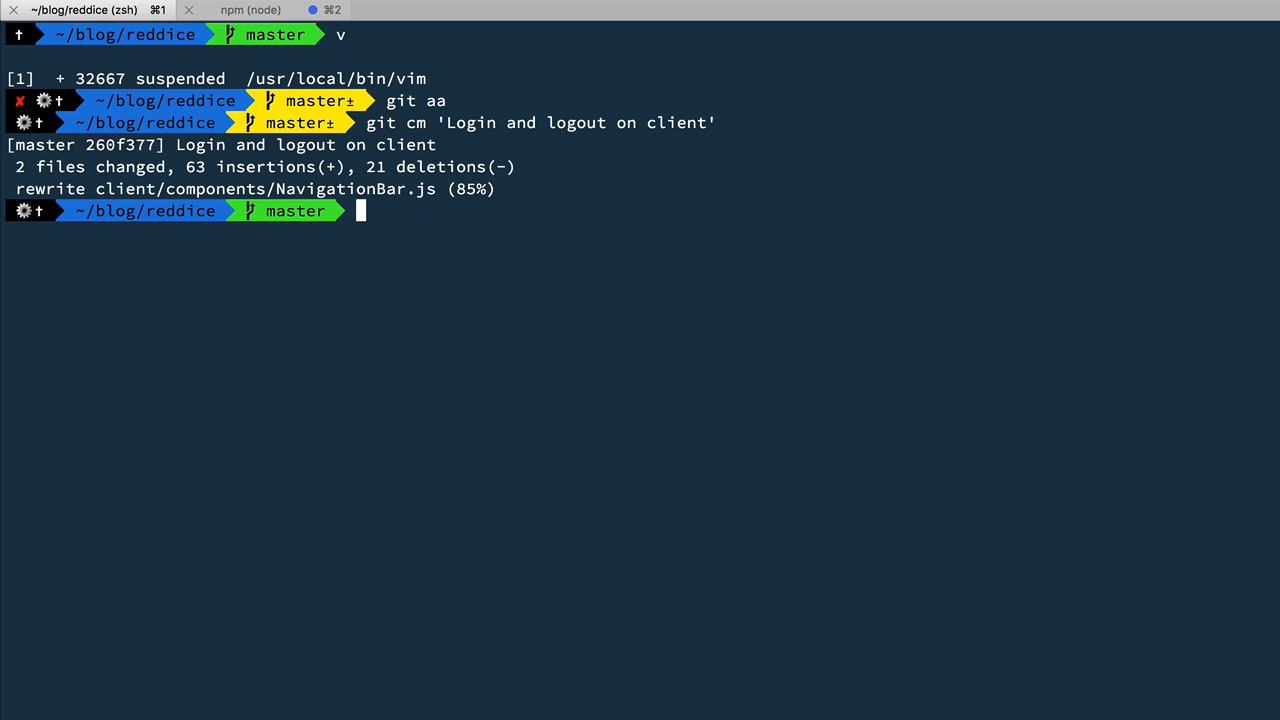 ~/blog/reddice (zsh) ⌘1 npm (node) ⌘2
✝ ~/blog/reddice master v
[1] + 32667 suspended /usr/local/bin/vim
✘ ⚙✝ ~/blog/reddice master± git aa
⚙✝ ~/blog/reddice master± git cm 'Login and logout on client'
[master 260f377] Login and logout on client
2 files changed, 63 insertions(+), 21 deletions(-)
rewrite client/components/NavigationBar.js (85%)
⚙✝ ~/blog/reddice master